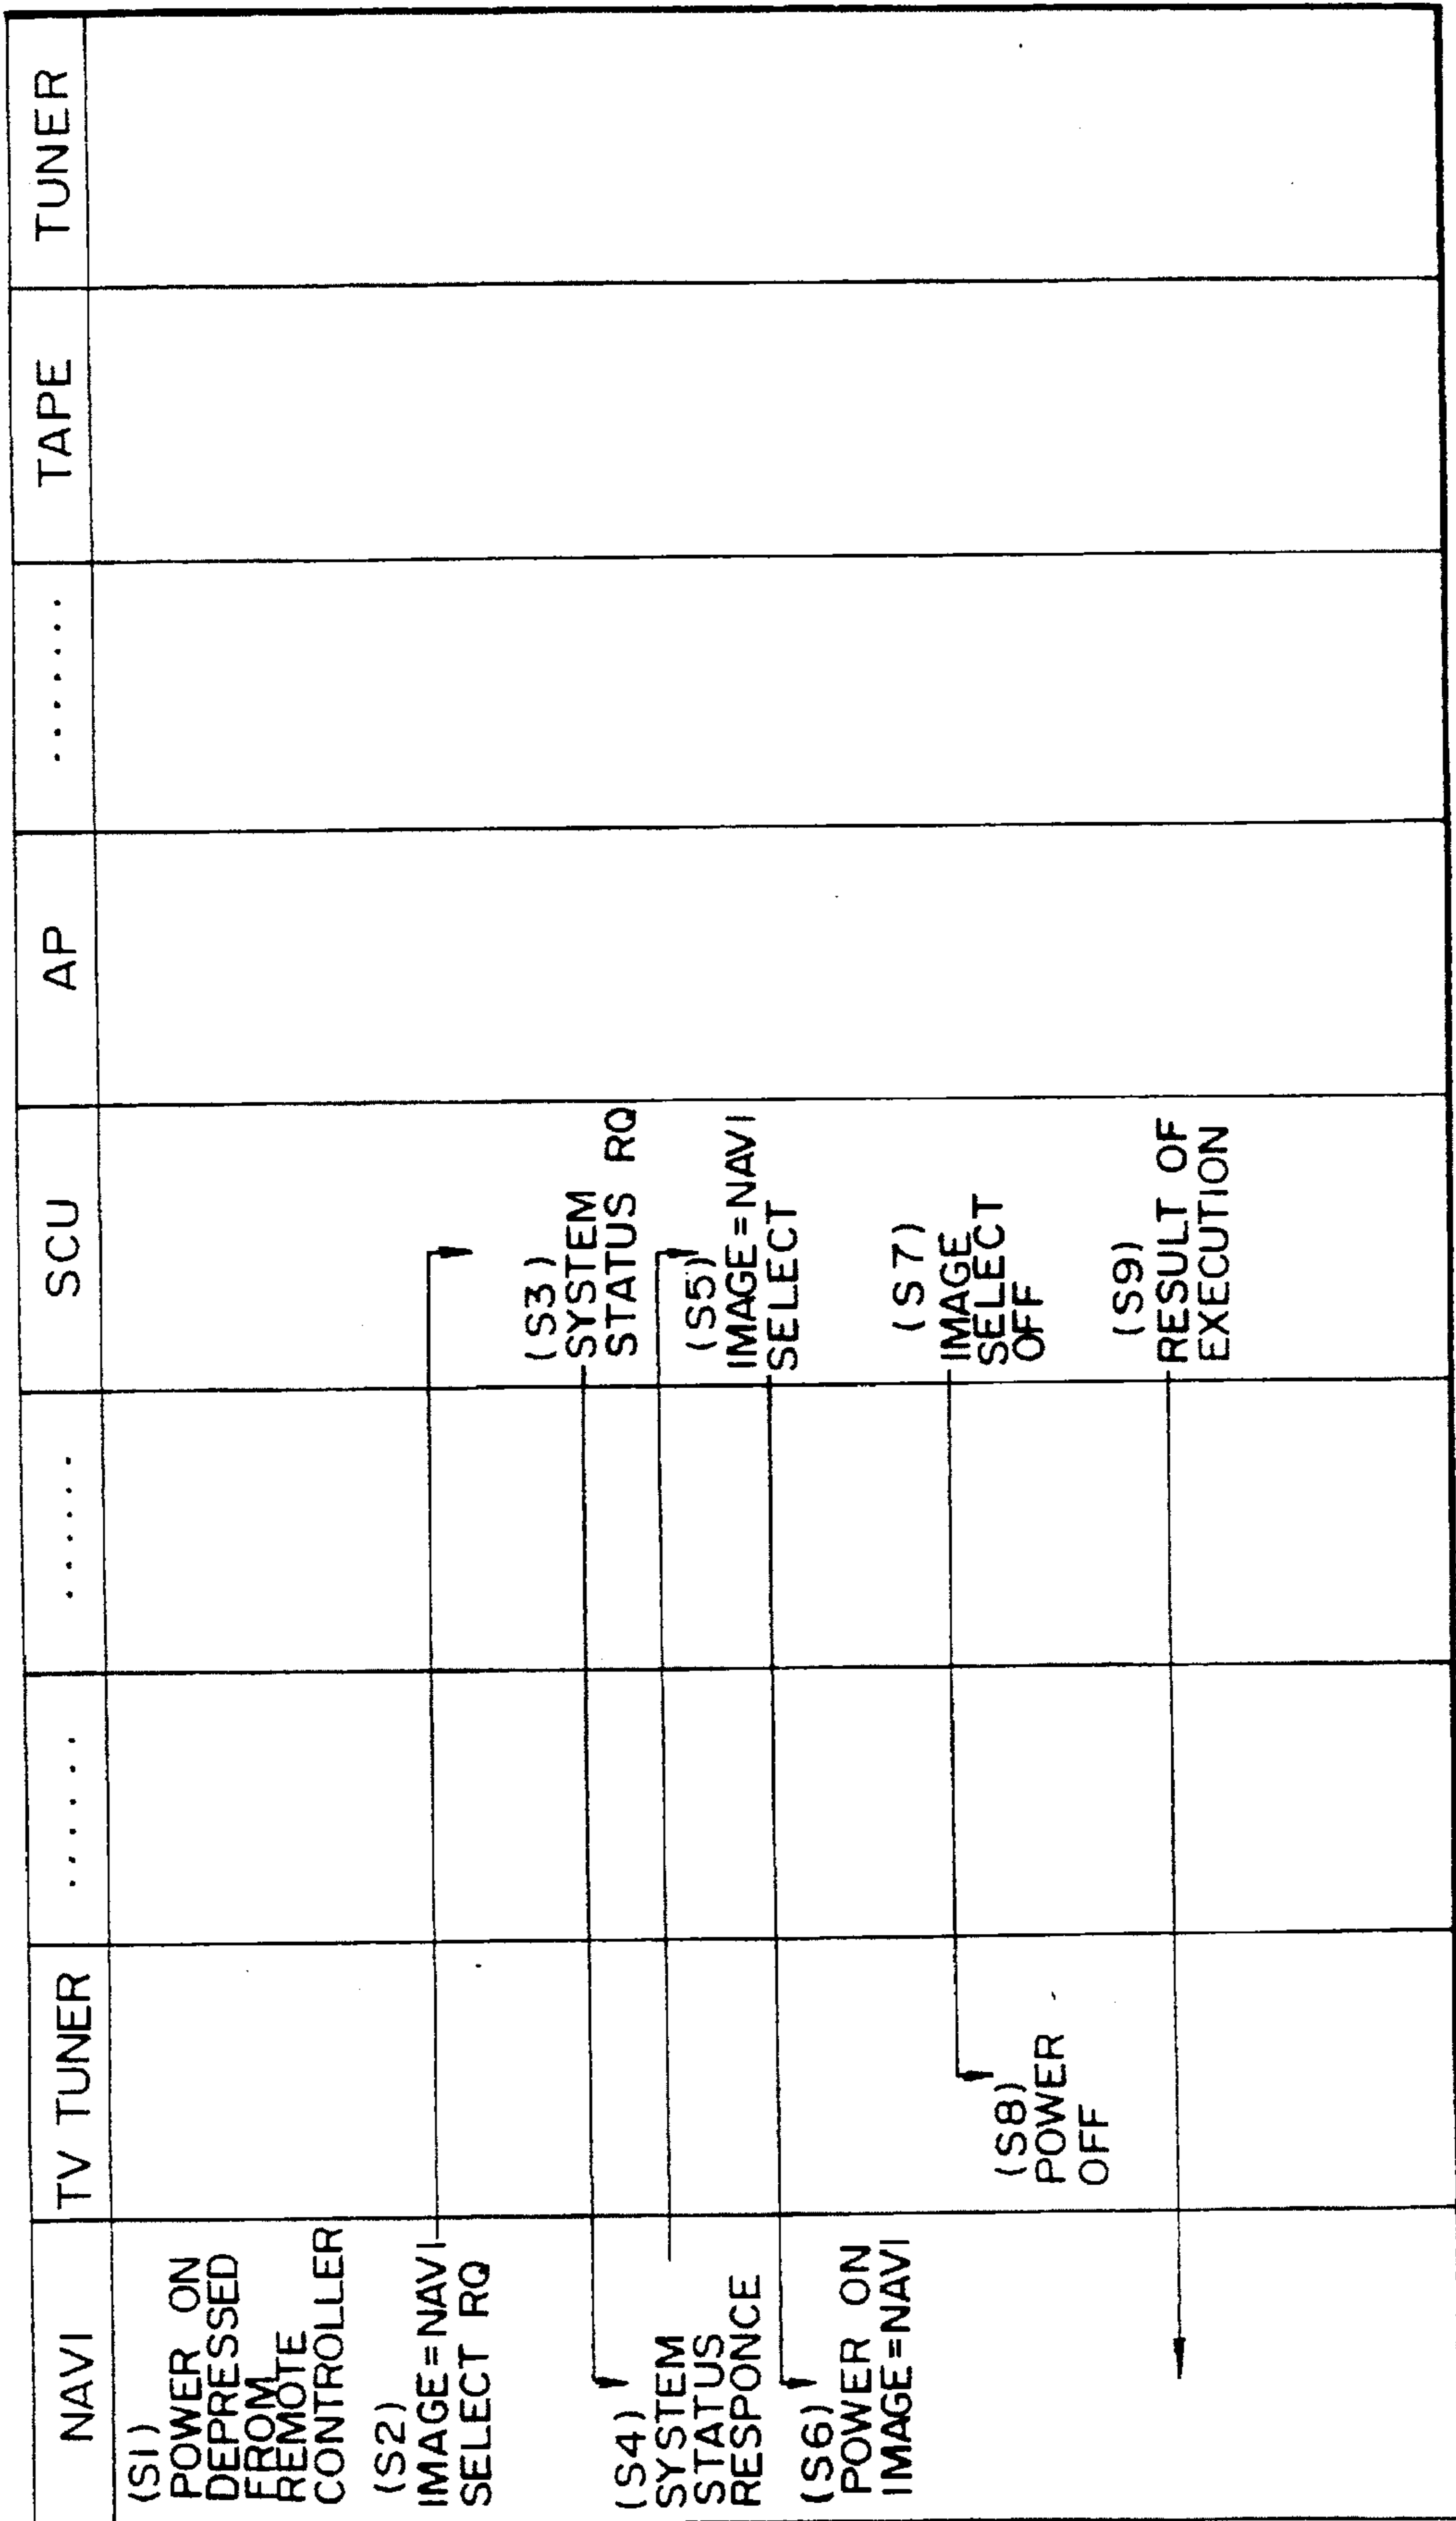 NAVI
TV TUNER
.......
.....
SCU
AP
.......
TAPE
TUNER
(S1)
POWER ON
DEPRESSED
FROM
REMOTE
CONTROLLER
(S2)
IMAGE=NAVI
SELECT RQ
(S3)
SYSTEM
STATUS RQ
(S4)
SYSTEM
STATUS
RESPONCE
(S5)
IMAGE=NAVI
SELECT
(S6)
POWER ON
IMAGE=NAVI
(S7)
IMAGE
SELECT
OFF
(S8)
POWER
OFF
(S9)
RESULT OF
EXECUTION